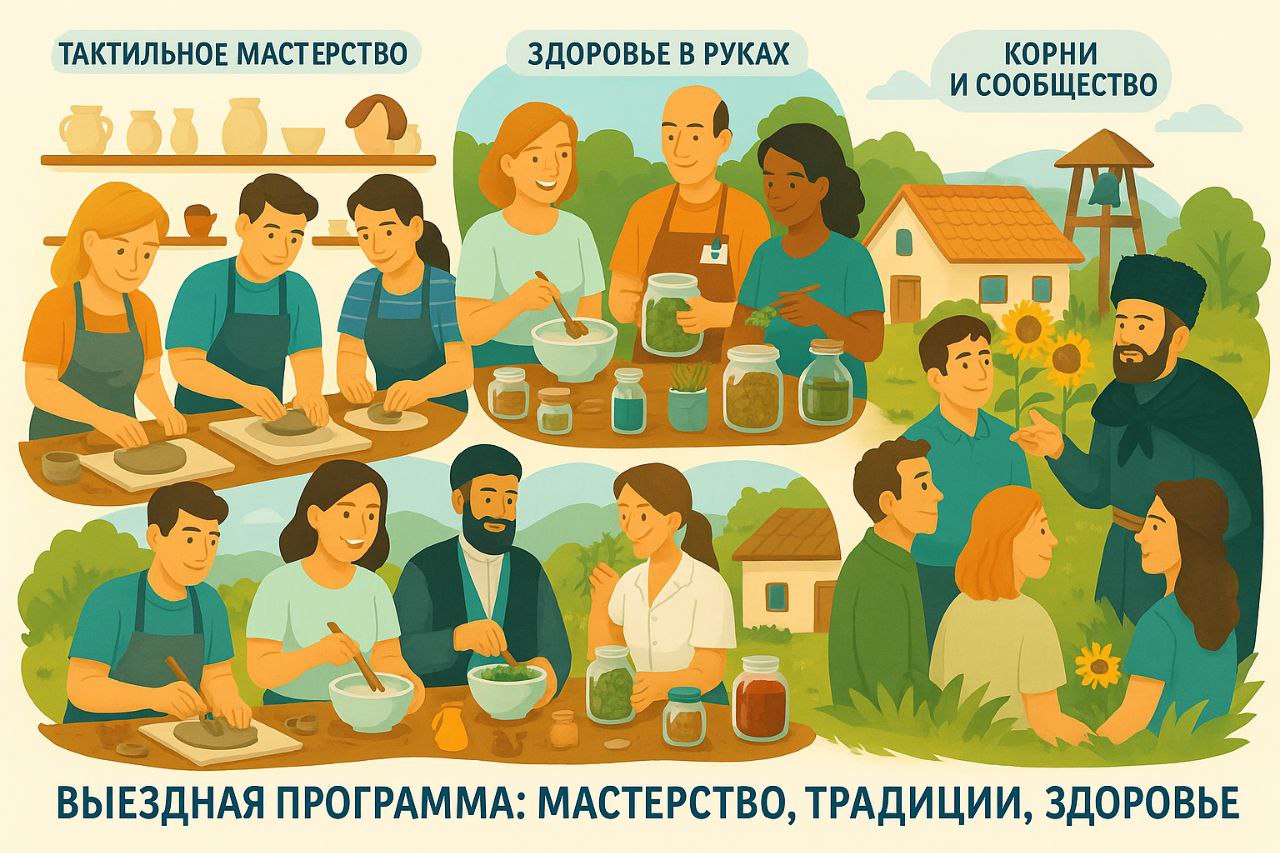 ТАКТИЛЬНОЕ МАСТЕРСТВО
ЗДОРОВЬЕ В РУКАХ
КОРНИ
И СООБЩЕСТВО
ВЫЕЗДНАЯ ПРОГРАММА: МАСТЕРСТВО, ТРАДИЦИИ, ЗДОРОВЬЕ